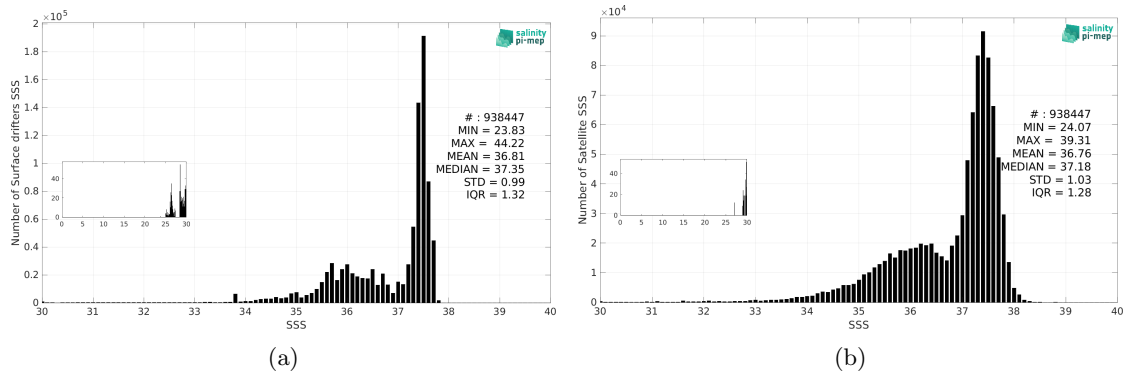 ×10^5
2
1.8
1.6
1.4
1.2
1
0.8
0.6
0.4
0.2
0
Number of Surface drifters SSS
salinity
pi-mep
# : 938447
MIN = 23.83
MAX = 44.22
MEAN = 36.81
MEDIAN = 37.35
STD = 0.99
IQR = 1.32
40
20
0
0 5 10 15 20 25 30
30 31 32 33 34 35 36 37 38 39 40
SSS
(a)
×10^4
9
8
7
6
5
4
3
2
1
0
Number of Satellite SSS
salinity
pi-mep
# : 938447
MIN = 24.07
MAX = 39.31
MEAN = 36.76
MEDIAN = 37.18
STD = 1.03
IQR = 1.28
40
20
0
0 5 10 15 20 25 30
30 31 32 33 34 35 36 37 38 39 40
SSS
(b)